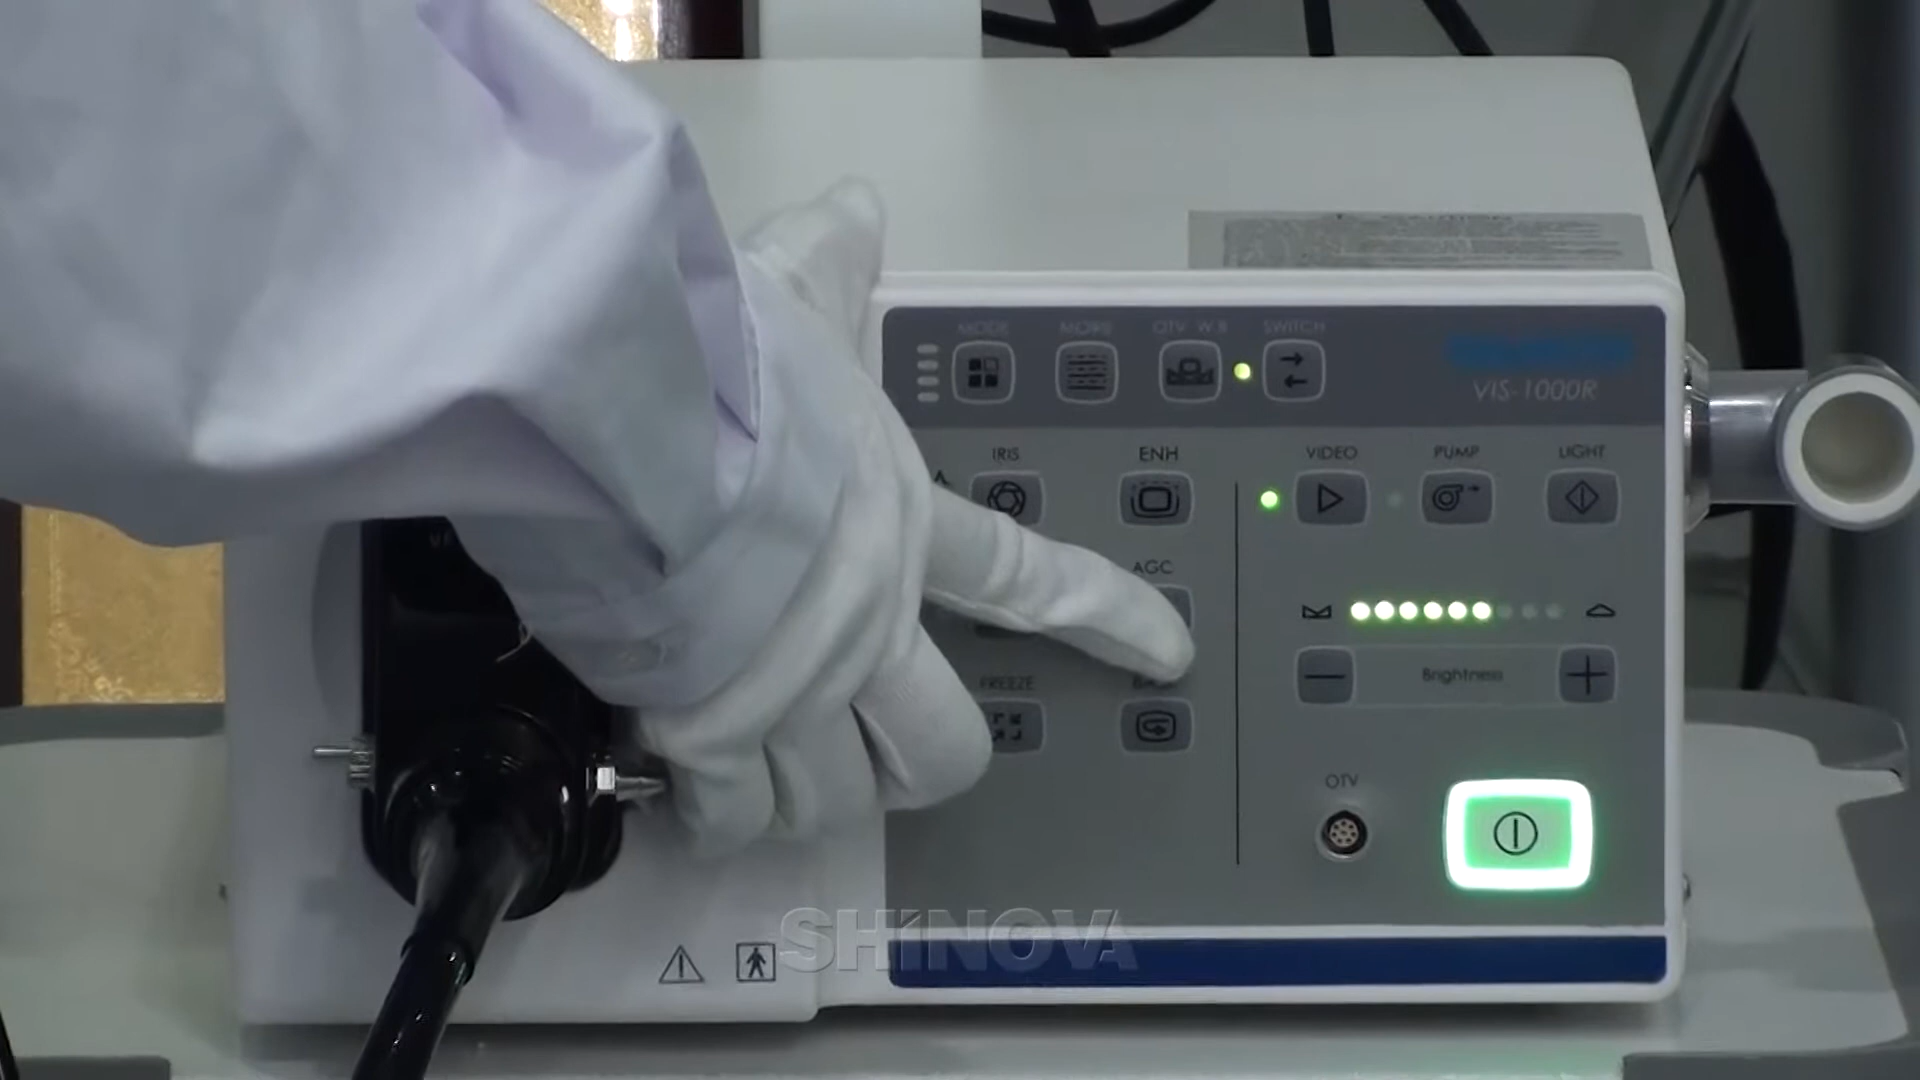 MODE MORE OTV W.B SWITCH
VIS-1000R
IRIS ENH VIDEO PUMP LIGHT
AGC
Brightness
FREEZE
OTV
SHINOVA